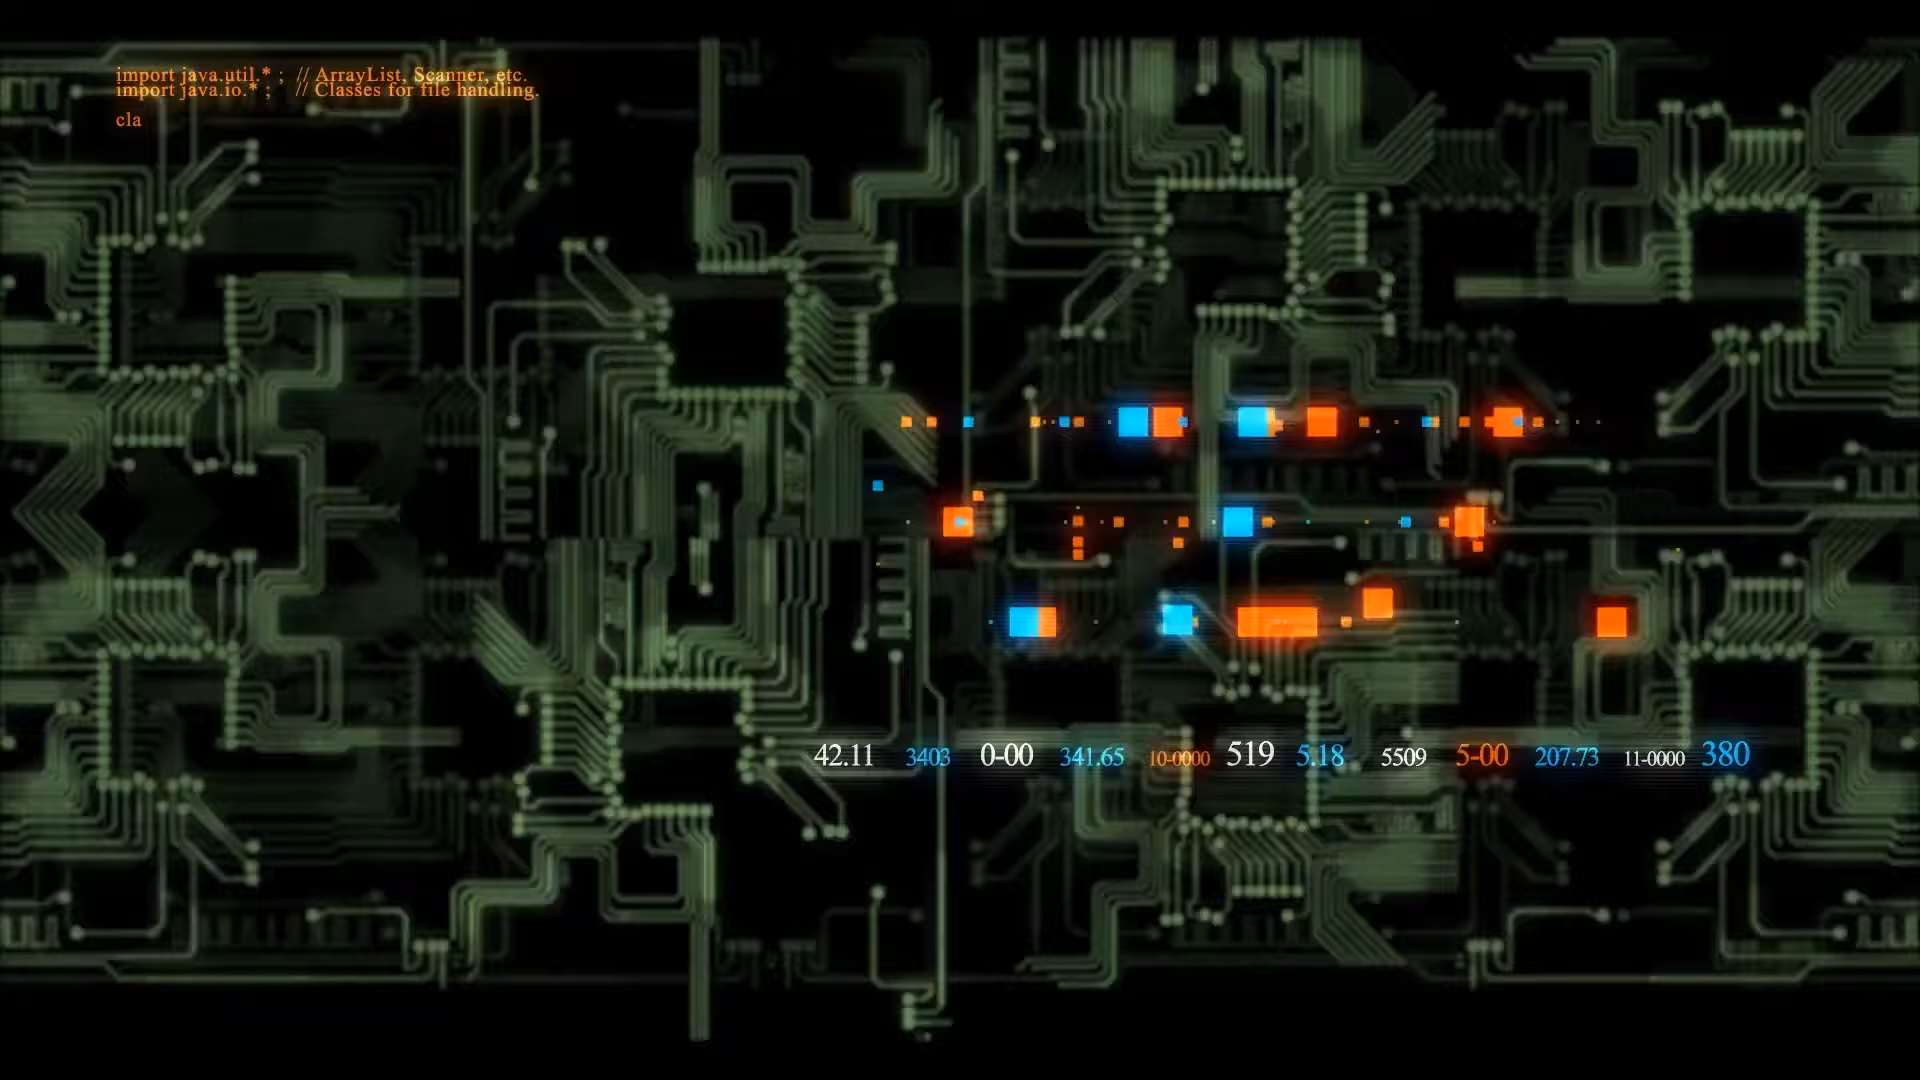 import java.util.* ;  // ArrayList, Scanner, etc.
import java.io.* ;  // Classes for file handling.
cla
42.11 3403 0-00 341.65 10-0000 519 5.18 5509 5-00 207.73 11-0000 380